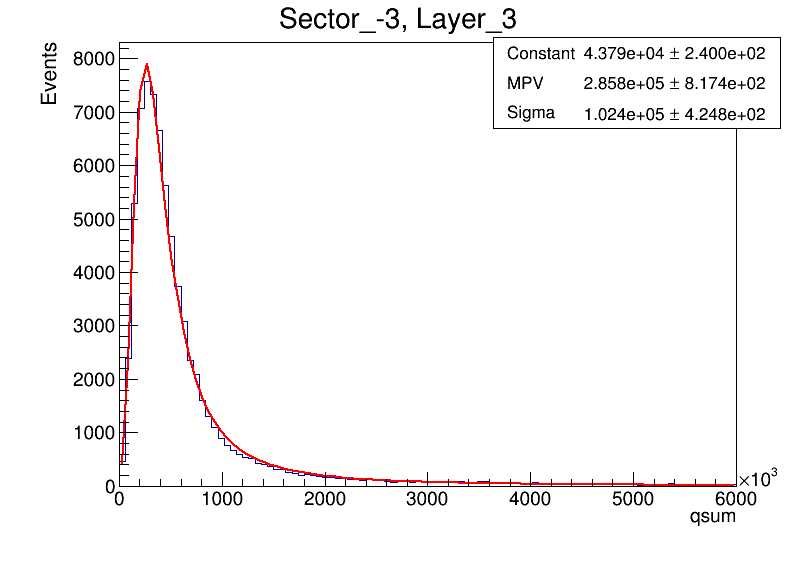 Sector_-3, Layer_3
Constant 4.379e+04 ± 2.400e+02
MPV 2.858e+05 ± 8.174e+02
Sigma 1.024e+05 ± 4.248e+02
Events
8000
7000
6000
5000
4000
3000
2000
1000
0
0 1000 2000 3000 4000 5000 6000
×10³
qsum